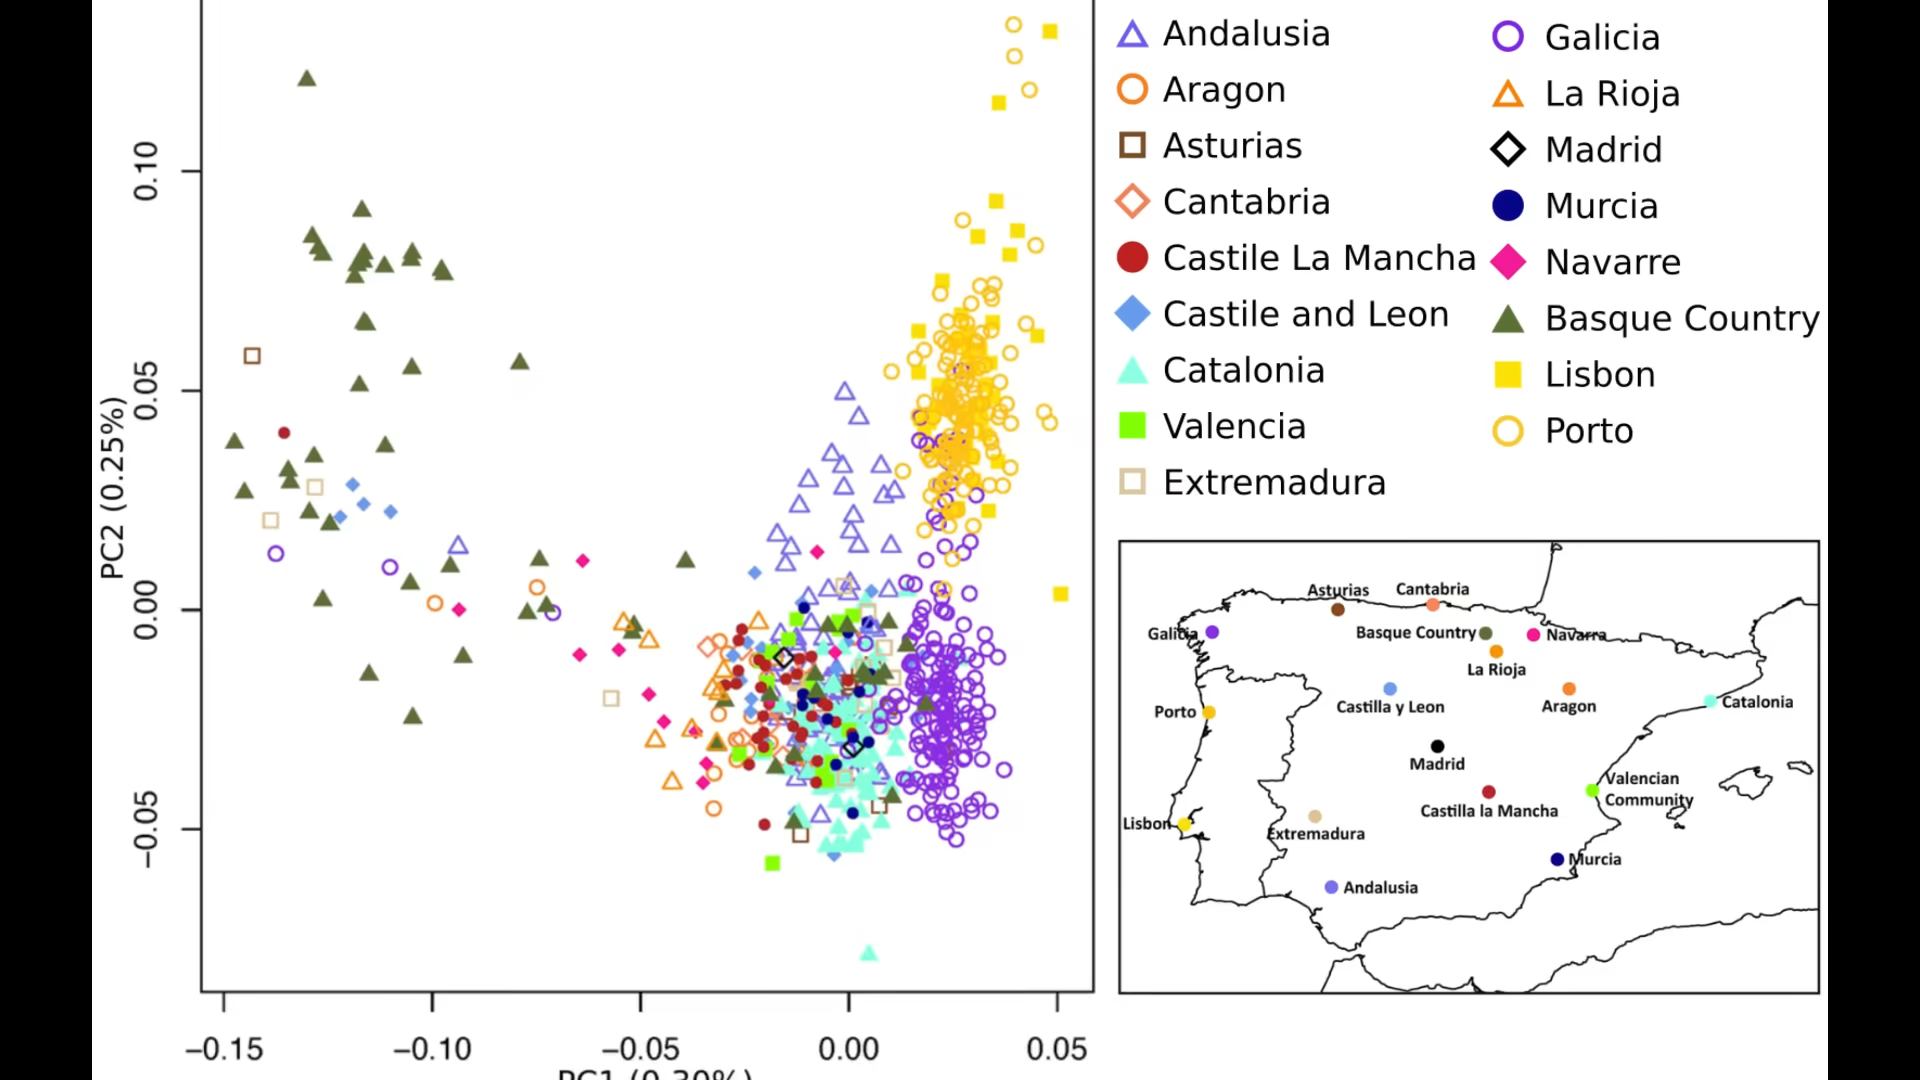 Andalusia
Aragon
Asturias
Cantabria
Castile La Mancha
Castile and Leon
Catalonia
Valencia
Extremadura
Galicia
La Rioja
Madrid
Murcia
Navarre
Basque Country
Lisbon
Porto
PC2 (0.25%)
0.10
0.05
0.00
−0.05
−0.15
−0.10
−0.05
0.00
0.05
PC1 (0.30%)
Asturias
Cantabria
Galicia
Basque Country
Navarra
La Rioja
Castilla y Leon
Aragon
Catalonia
Porto
Madrid
Valencian
Community
Castilla la Mancha
Lisbon
Extremadura
Murcia
Andalusia